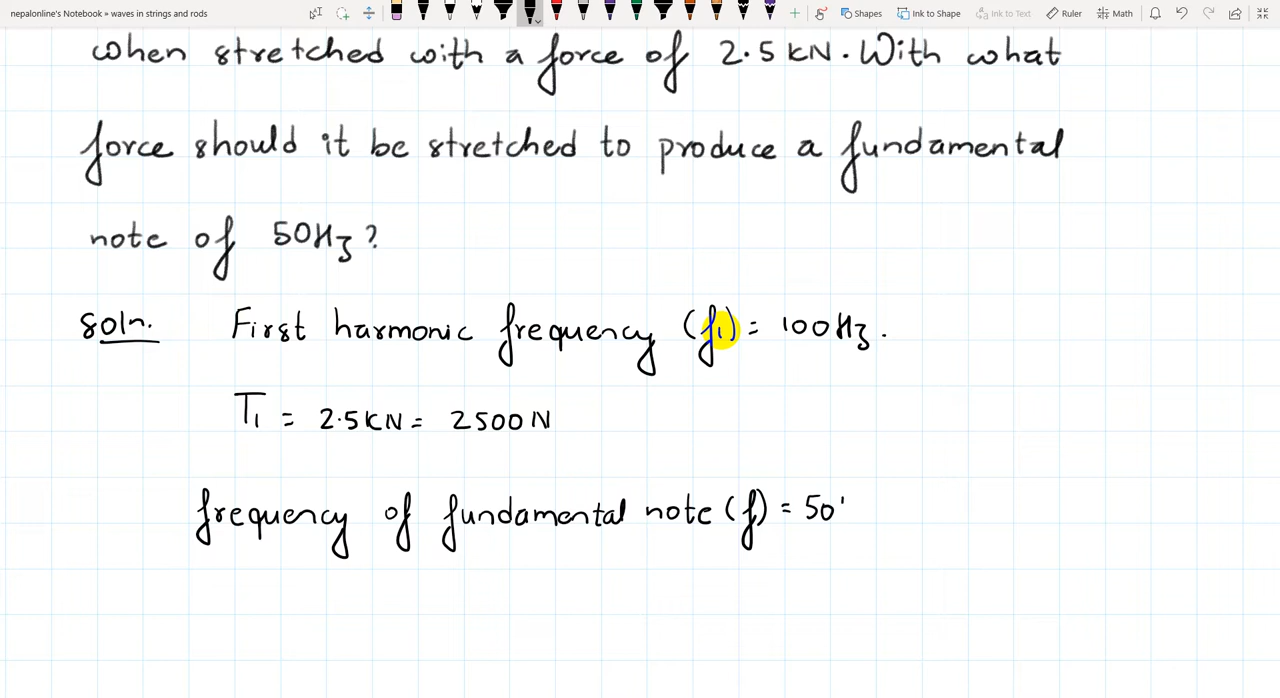 nepalonline's Notebook » waves in strings and rods
Shapes Ink to Shape Ink to Text Ruler Math
when stretched with a force of 2.5 KN. With what
force should it be stretched to produce a fundamental
note of 50Hz?
soln. First harmonic frequency (f1) = 100Hz.
T1 = 2.5KN = 2500N
frequency of fundamental note (f) = 50'